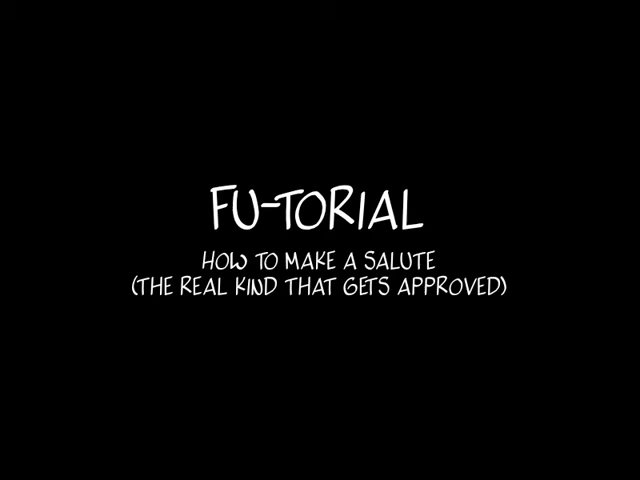 FU-TORIAL
HOW TO MAKE A SALUTE
(THE REAL KIND THAT GETS APPROVED)